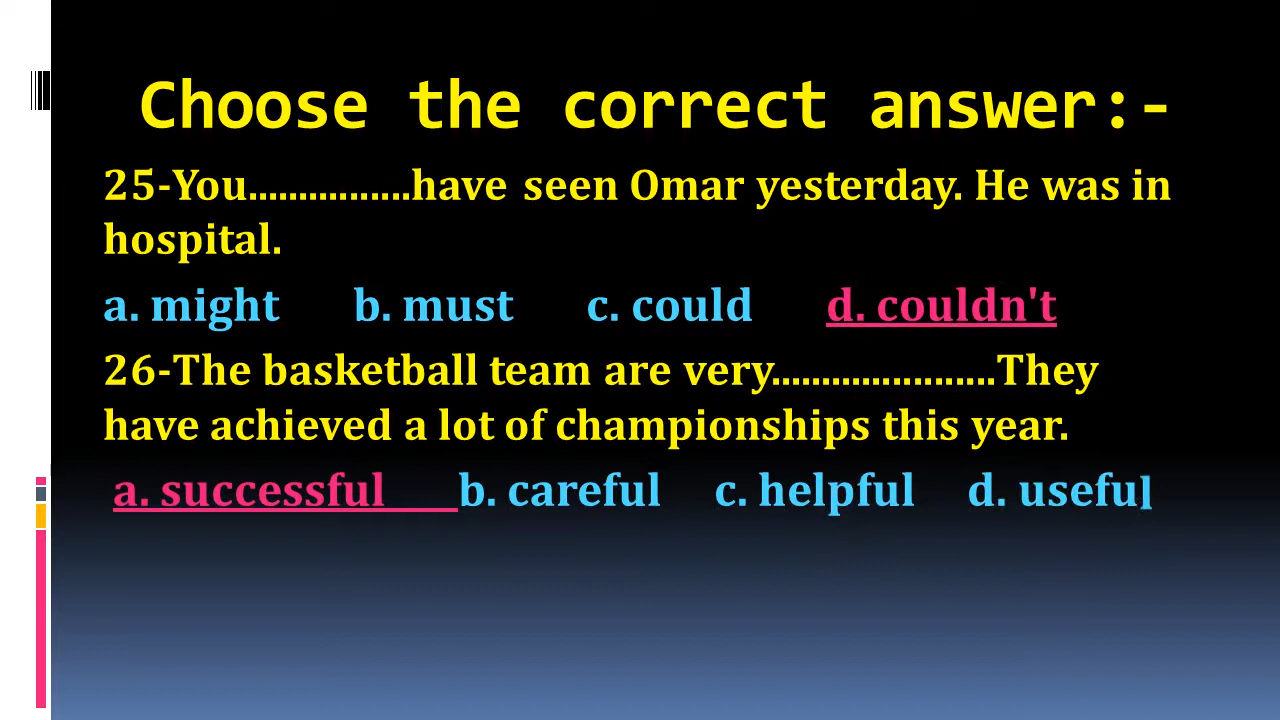 Choose the correct answer:-
25-You................have seen Omar yesterday. He was in
hospital.
a. might b. must c. could d. couldn't
26-The basketball team are very......................They
have achieved a lot of championships this year.
a. successful b. careful c. helpful d. useful